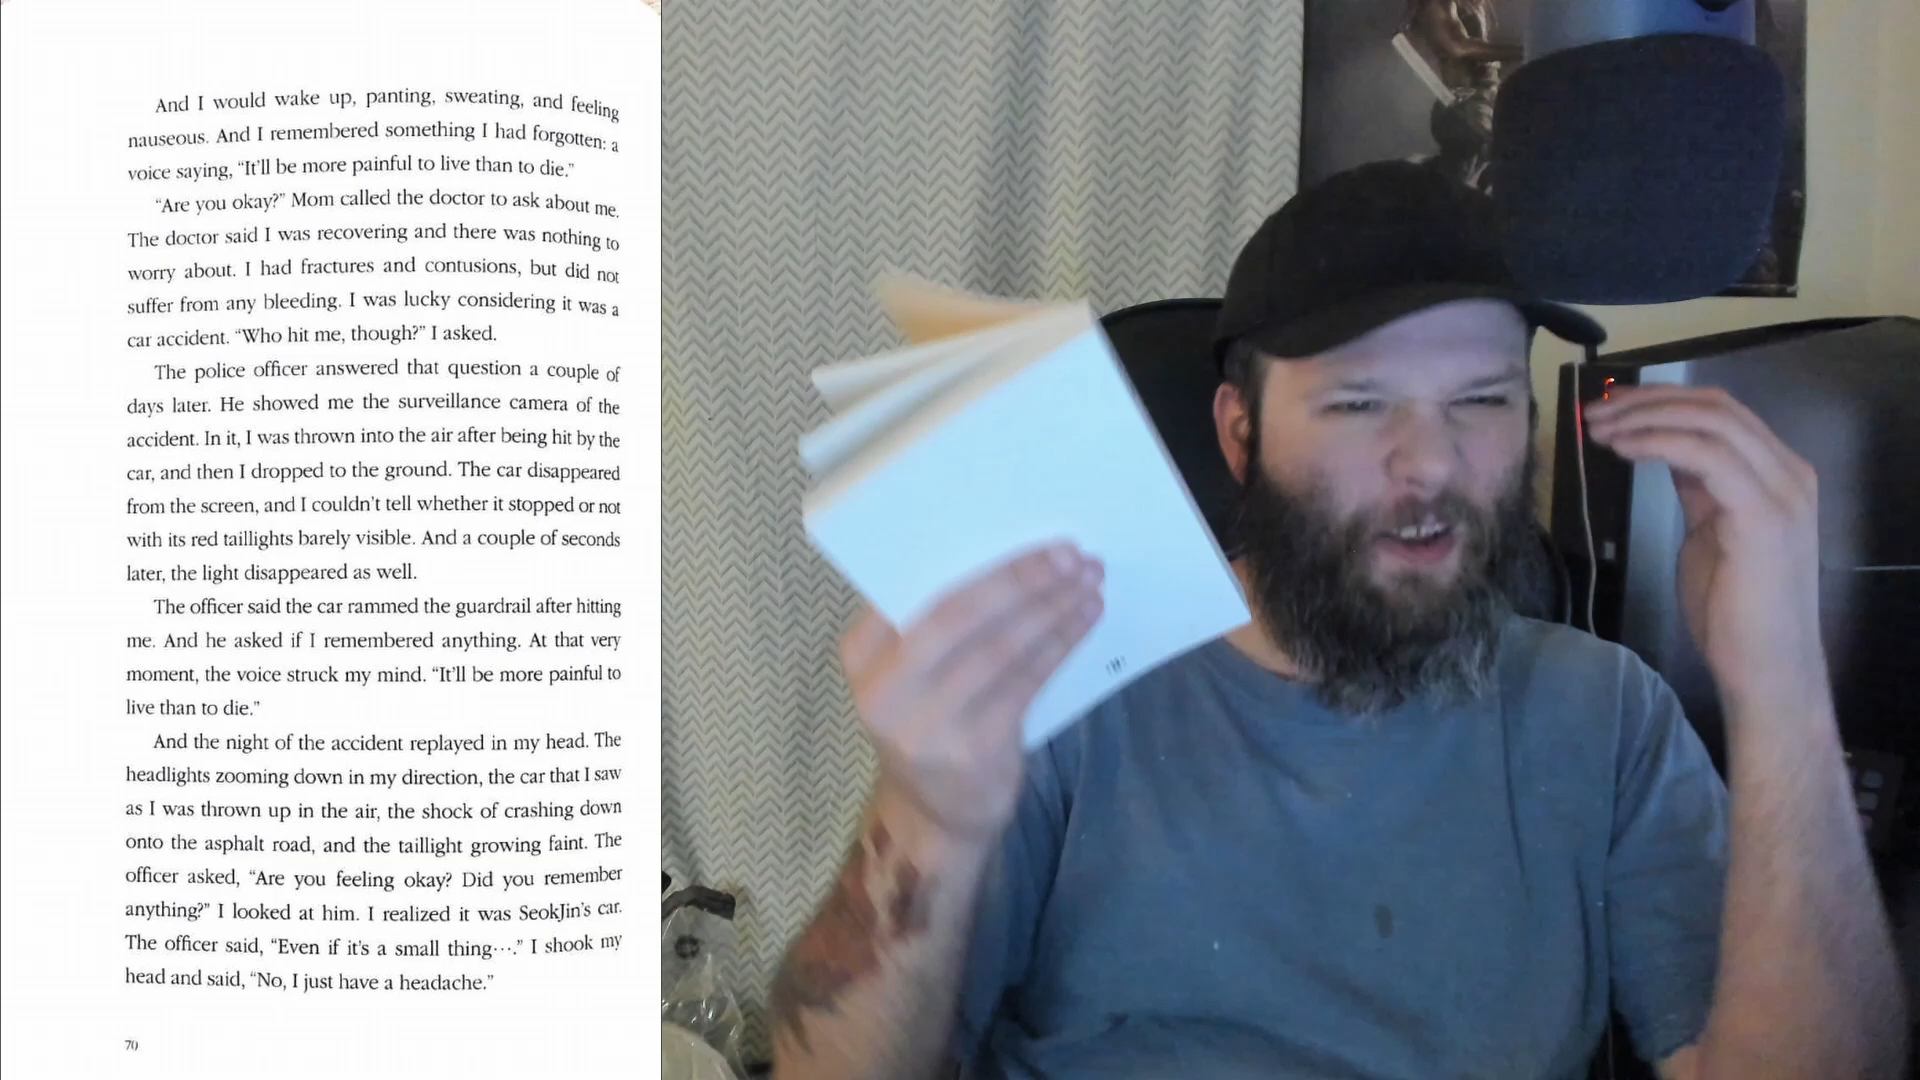 And I would wake up, panting, sweating, and feeling
nauseous. And I remembered something I had forgotten: a
voice saying, “It’ll be more painful to live than to die.”
“Are you okay?” Mom called the doctor to ask about me.
The doctor said I was recovering and there was nothing to
worry about. I had fractures and contusions, but did not
suffer from any bleeding. I was lucky considering it was a
car accident. “Who hit me, though?” I asked.
The police officer answered that question a couple of
days later. He showed me the surveillance camera of the
accident. In it, I was thrown into the air after being hit by the
car, and then I dropped to the ground. The car disappeared
from the screen, and I couldn’t tell whether it stopped or not
with its red taillights barely visible. And a couple of seconds
later, the light disappeared as well.
The officer said the car rammed the guardrail after hitting
me. And he asked if I remembered anything. At that very
moment, the voice struck my mind. “It’ll be more painful to
live than to die.”
And the night of the accident replayed in my head. The
headlights zooming down in my direction, the car that I saw
as I was thrown up in the air, the shock of crashing down
onto the asphalt road, and the taillight growing faint. The
officer asked, “Are you feeling okay? Did you remember
anything?” I looked at him. I realized it was SeokJin’s car.
The officer said, “Even if it’s a small thing⋯.” I shook my
head and said, “No, I just have a headache.”
70